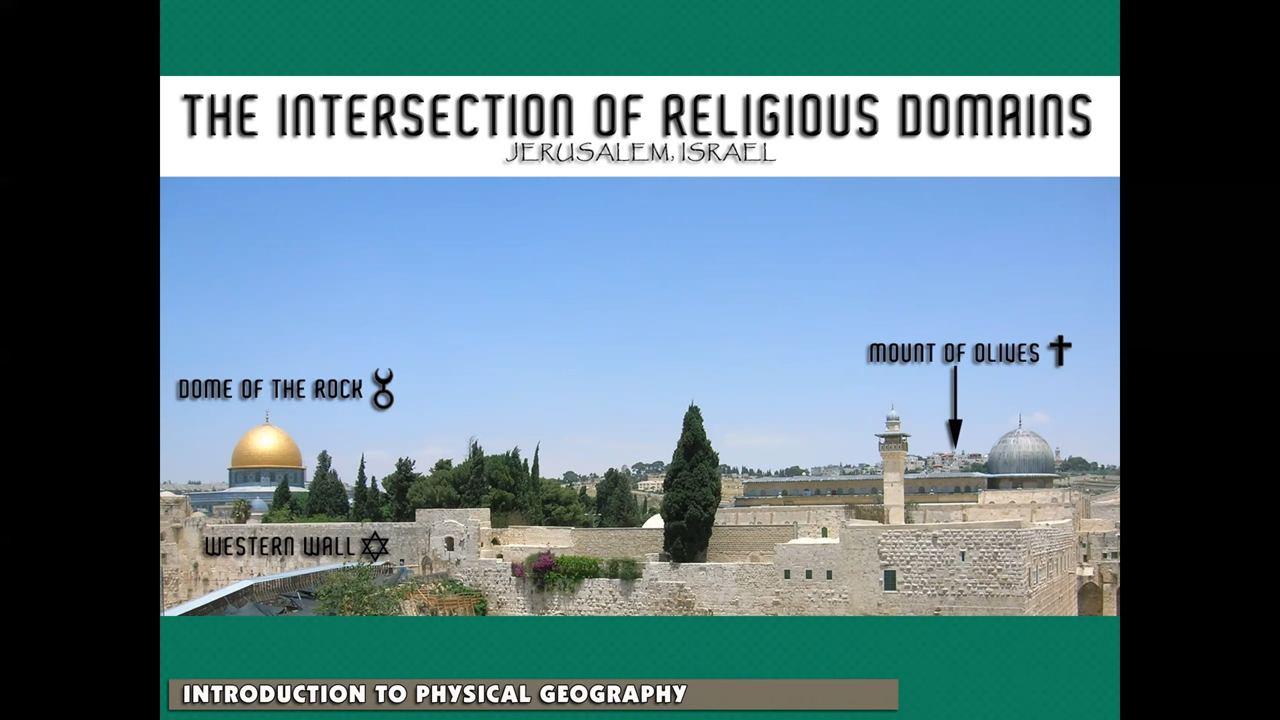 THE INTERSECTION OF RELIGIOUS DOMAINS
JERUSALEM, ISRAEL
MOUNT OF OLIVES
DOME OF THE ROCK
WESTERN WALL
INTRODUCTION TO PHYSICAL GEOGRAPHY